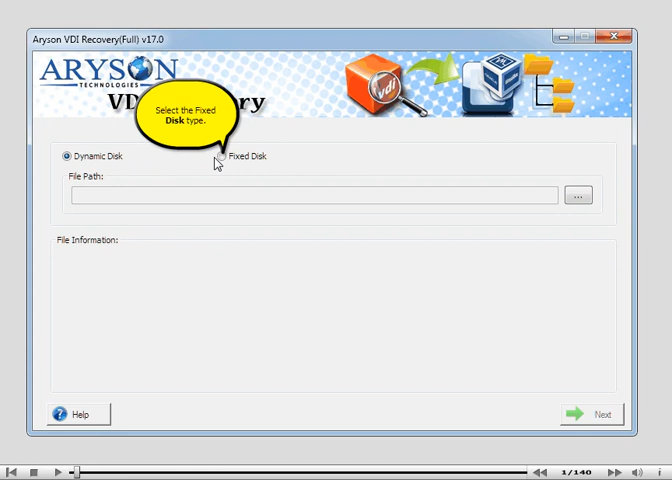 Aryson VDI Recovery(Full) v17.0
ARYSON
TECHNOLOGIES
VD ry
vdi
Select the Fixed
Disk type.
Dynamic Disk
Fixed Disk
File Path:
...
File Information:
? Help
Next
1/140
i